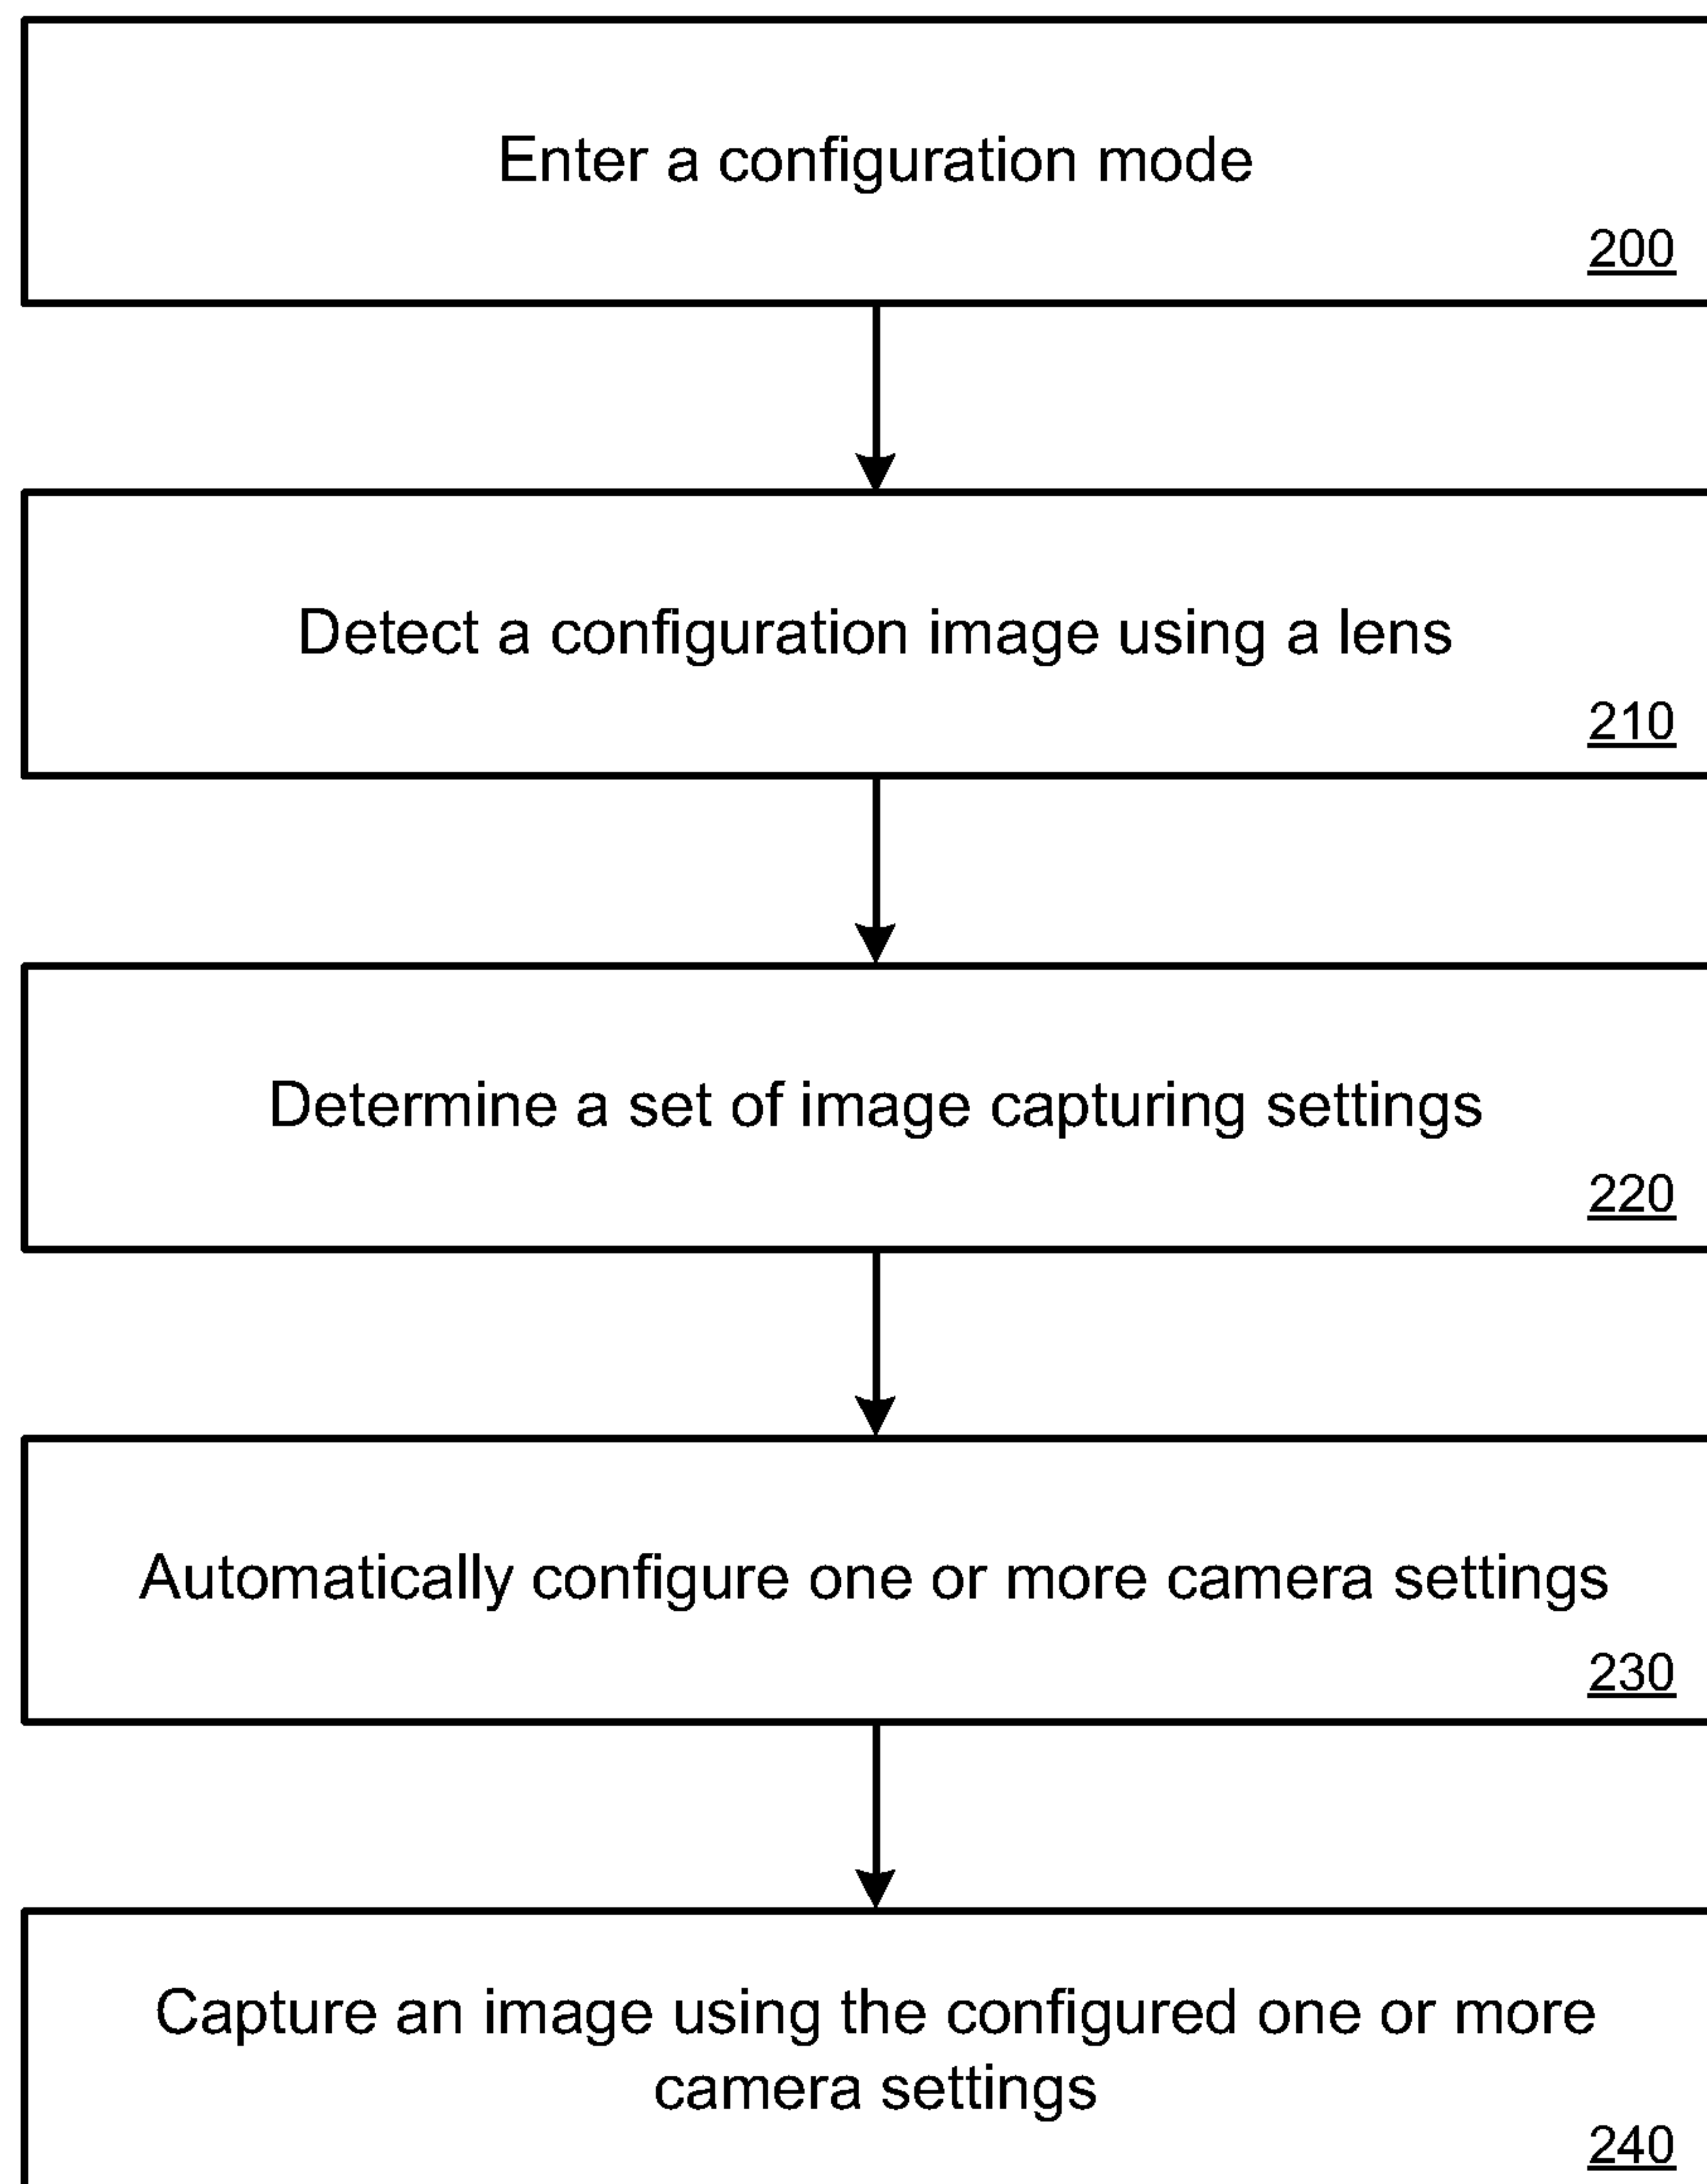 Enter a configuration mode
200
Detect a configuration image using a lens
210
Determine a set of image capturing settings
220
Automatically configure one or more camera settings
230
Capture an image using the configured one or more
camera settings
240